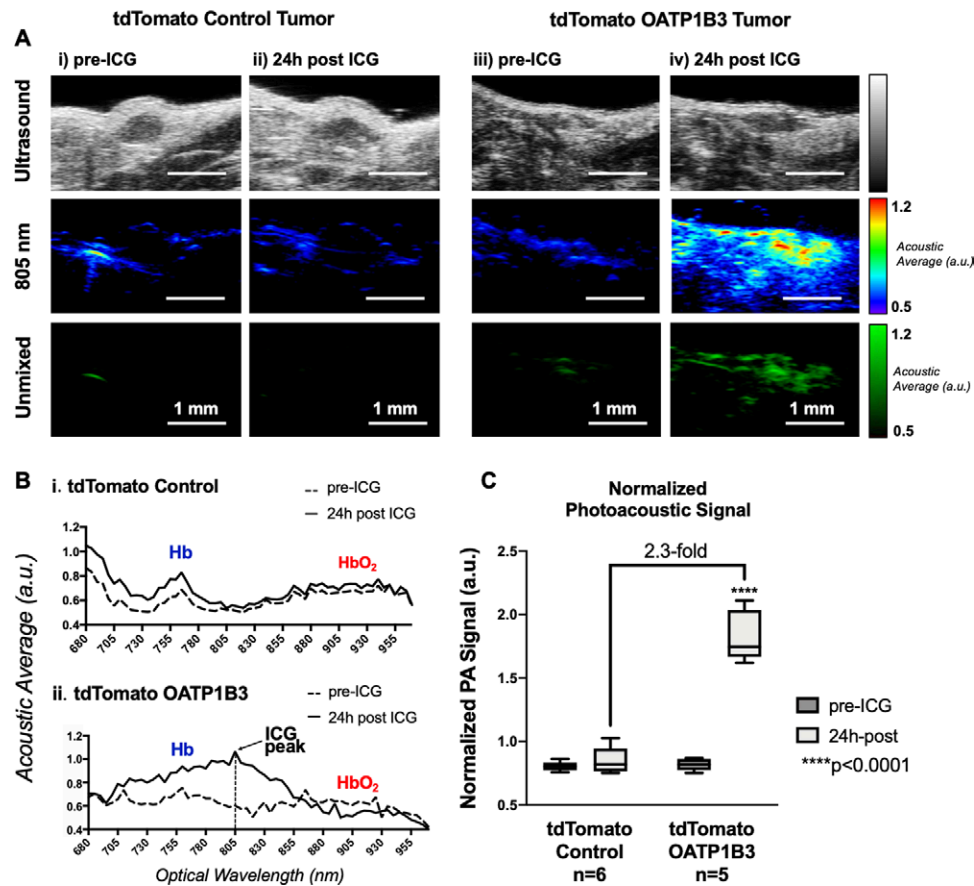 tdTomato Control Tumor
tdTomato OATP1B3 Tumor
A
i) pre-ICG
ii) 24h post ICG
iii) pre-ICG
iv) 24h post ICG
Ultrasound
805 nm
1.2
Acoustic
Average (a.u.)
0.5
Unmixed
1 mm
1 mm
1 mm
1 mm
1.2
Acoustic
Average (a.u.)
0.5
B
i. tdTomato Control
pre-ICG
24h post ICG
Acoustic Average (a.u.)
1.2
1.0
0.8
0.6
0.4
Hb
HbO2
680 705 730 755 780 805 830 855 880 905 930 955
ii. tdTomato OATP1B3
pre-ICG
24h post ICG
1.2
1.0
0.8
0.6
0.4
Hb
ICG
peak
HbO2
680 705 730 755 780 805 830 855 880 905 930 955
Optical Wavelength (nm)
C
Normalized
Photoacoustic Signal
Normalized PA Signal (a.u.)
2.5
2.0
1.5
1.0
0.5
2.3-fold
****
pre-ICG
24h-post
****p<0.0001
tdTomato
Control
n=6
tdTomato
OATP1B3
n=5